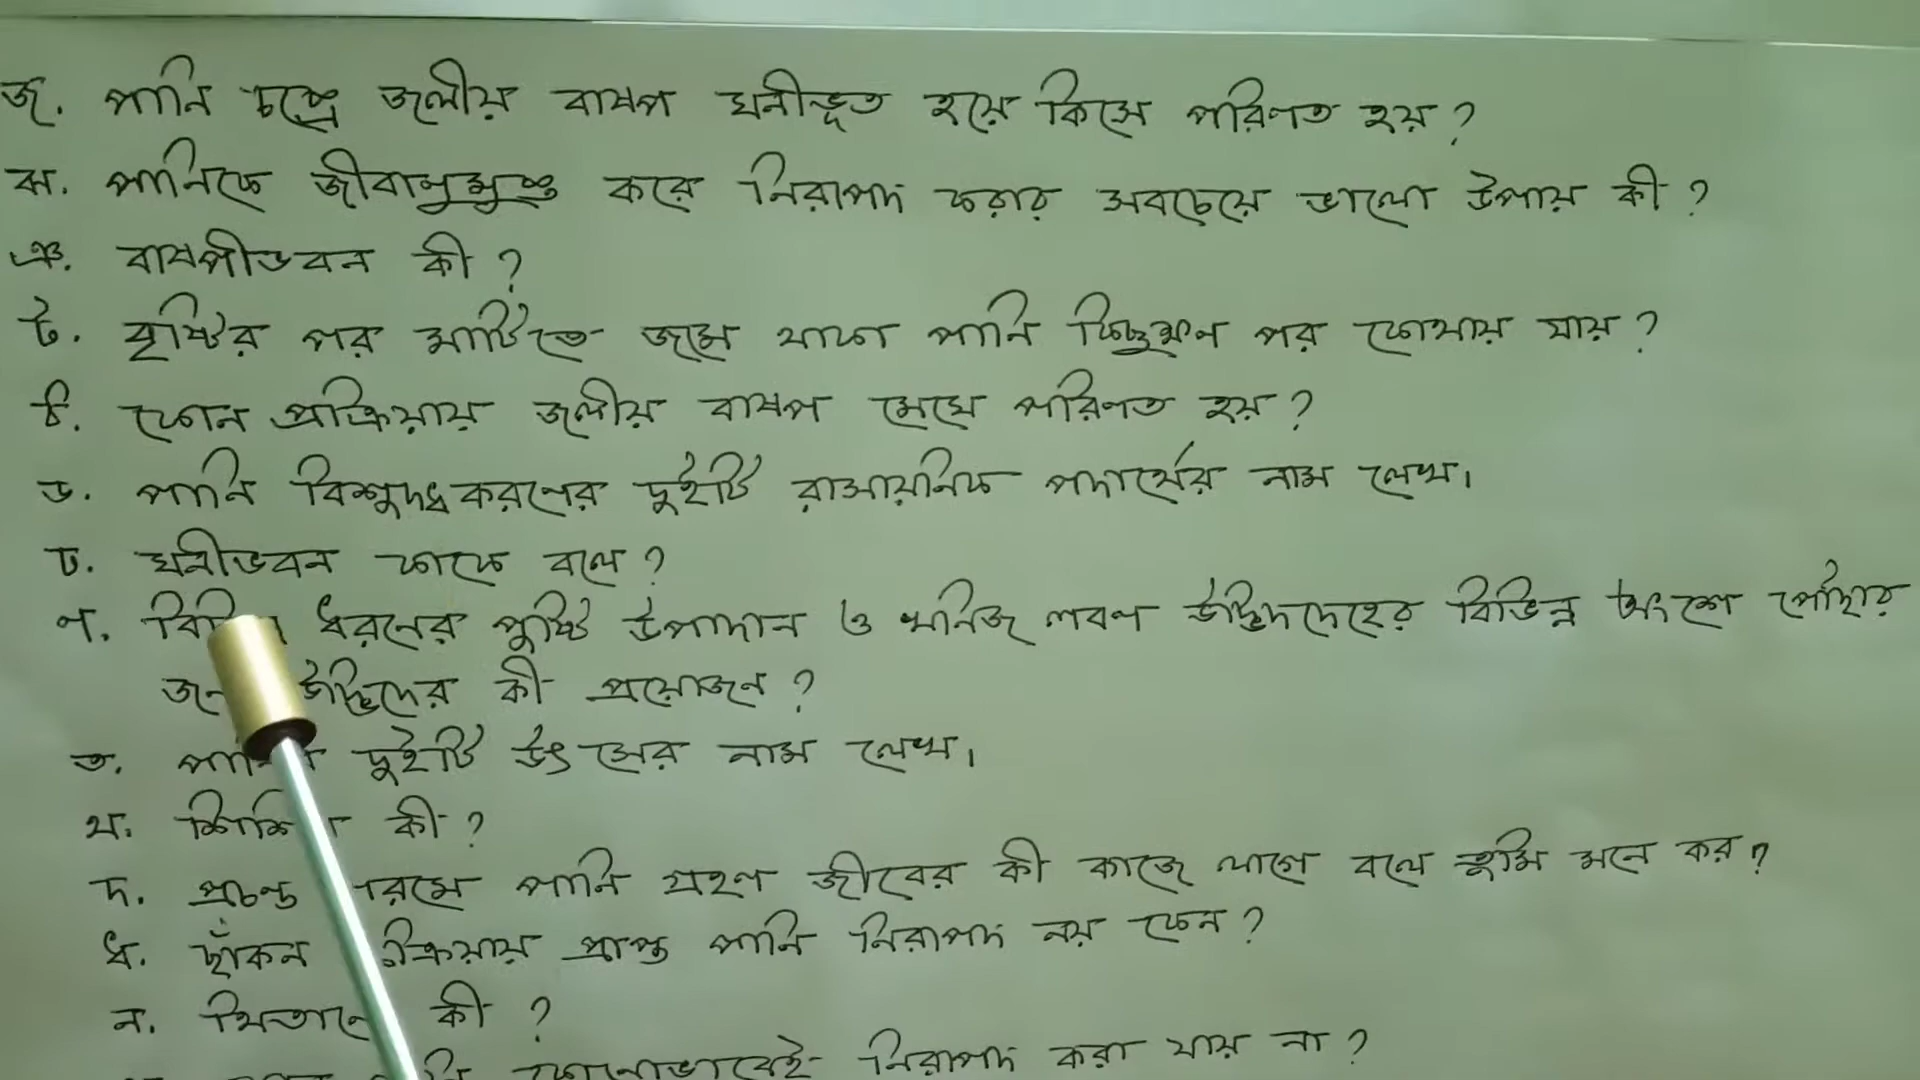 জ. পানি চক্রে জলীয় বাষ্প ঘনীভূত হয়ে কিসে পরিণত হয়?
ঝ. পানিকে জীবাণুমুক্ত করে নিরাপদ করার সবচেয়ে ভালো উপায় কী?
ঞ. বাষ্পীভবন কী?
ট. বৃষ্টির পর মাটিতে জমে থাকা পানি কিছুক্ষণ পর কোথায় যায়?
ঠ. কোন প্রক্রিয়ায় জলীয় বাষ্প মেঘে পরিণত হয়?
ড. পানি বিশুদ্ধকরণের দুইটি রাসায়নিক পদার্থের নাম লেখ।
ঢ. ঘনীভবন কাকে বলে?
ণ. ধরনের পুষ্টি উপাদান ও খনিজ লবণ উদ্ভিদদেহের বিভিন্ন অংশে পৌঁছার
উদ্ভিদের কী প্রয়োজন?
ত. দুইটি উৎসের নাম লেখ।
থ. কী?
দ. প্রচন্ড পানি গ্রহণ জীবের কী কাজে লাগে বলে তুমি মনে কর?
ধ. ছাঁকন প্রাপ্ত পানি নিরাপদ নয় কেন?
ন. কী?
কোনোভাবেই নিরাপদ করা যায় না?